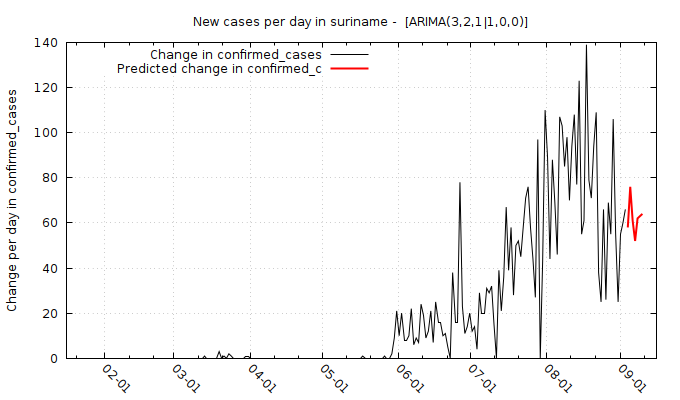 New cases per day in suriname - [ARIMA(3,2,1|1,0,0)]
Change in confirmed_cases
Predicted change in confirmed_c
Change per day in confirmed_cases
140
120
100
80
60
40
20
0
02-01 03-01 04-01 05-01 06-01 07-01 08-01 09-01